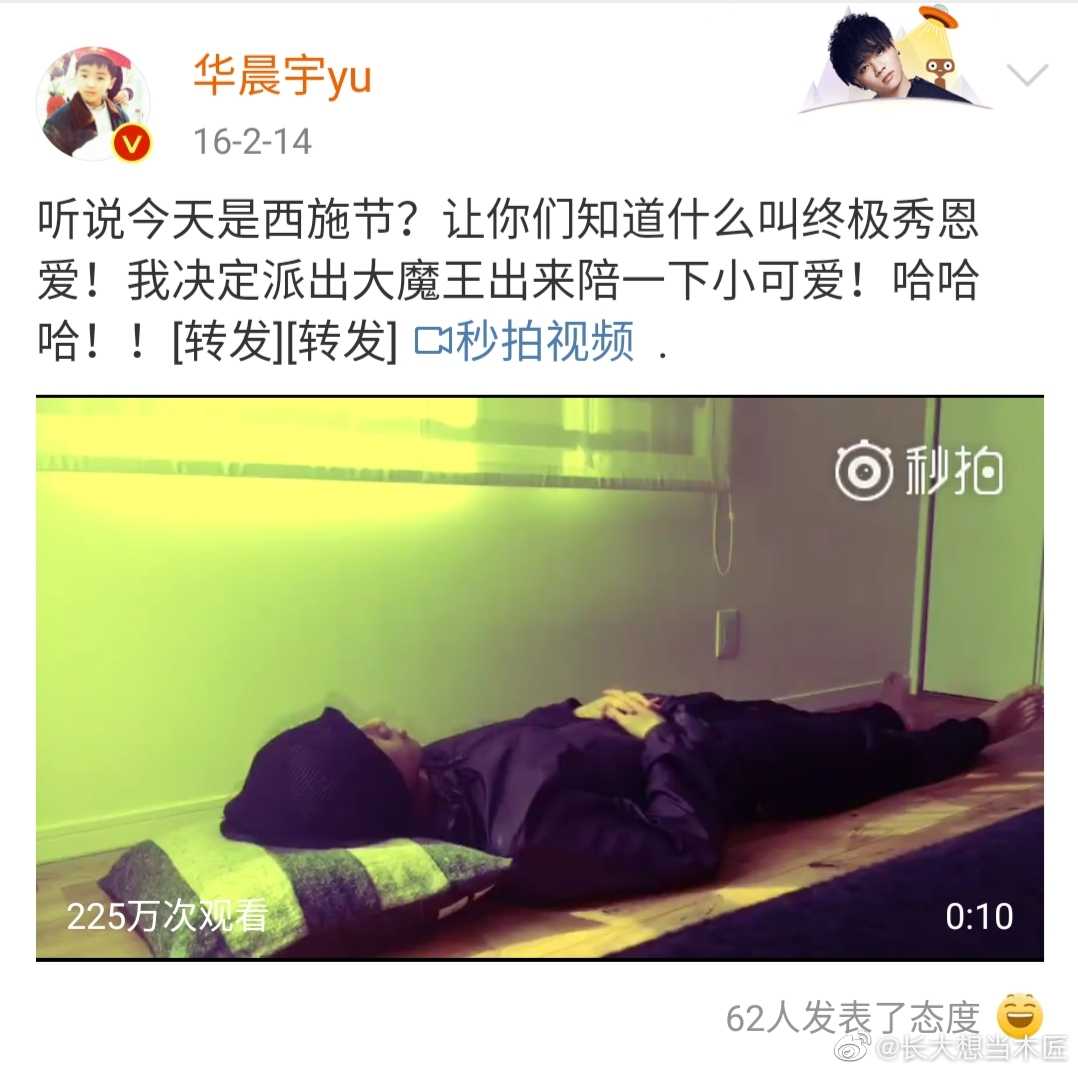 华晨宇yu
16-2-14
听说今天是西施节？让你们知道什么叫终极秀恩
爱！我决定派出大魔王出来陪一下小可爱！哈哈
哈！！[转发][转发] 秒拍视频 .
秒拍
225万次观看
0:10
62人发表了态度
@长大想当木匠